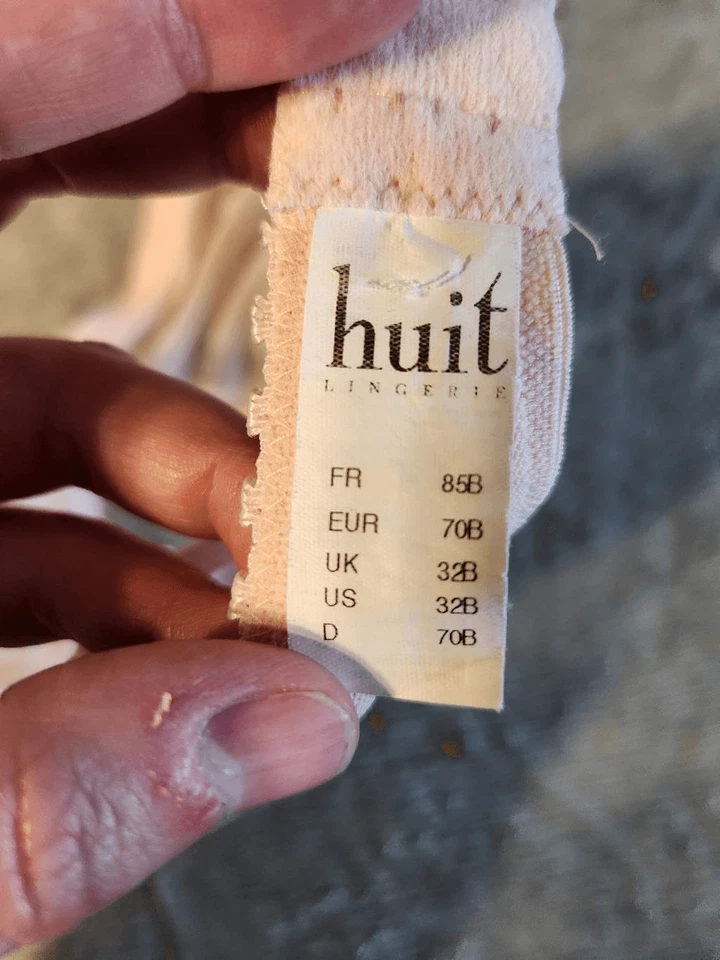 huit
LINGERIE
FR 85B
EUR 70B
UK 32B
US 32B
D 70B